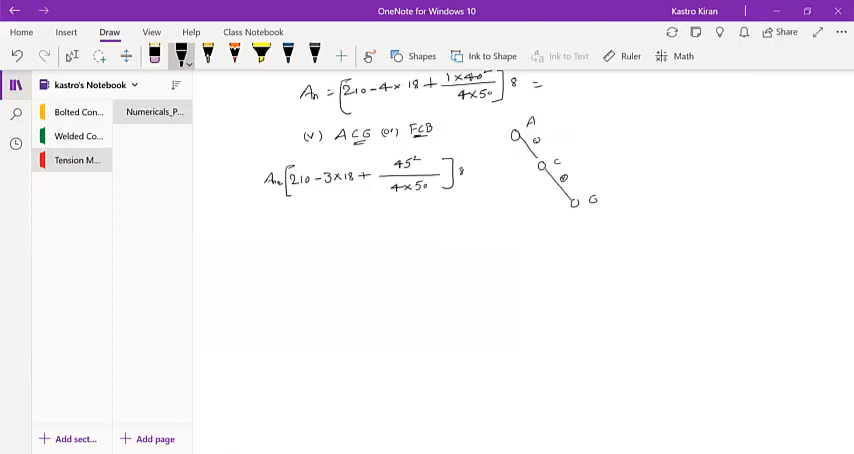 OneNote for Windows 10
Kastro Kiran
Home Insert Draw View Help Class Notebook
Share
Shapes Ink to Shape Ink to Text Ruler Math
kastro's Notebook
Bolted Con...
Welded Co...
Tension M...
Numericals_P...
An = [210 - 4 x 18 + 1 x 40² / 4 x 50] 8 =
(v) A C G (or) F C B
An = [210 - 3 x 18 + 45² / 4 x 50] 8
A
C
G
+ Add sect...
+ Add page